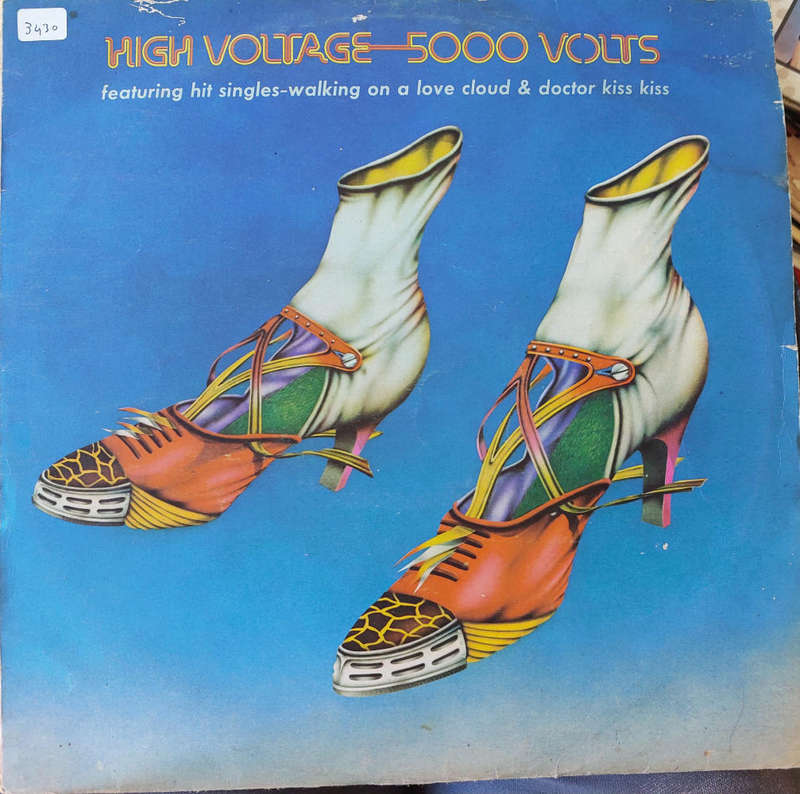 3430
HIGH VOLTAGE—5000 VOLTS
featuring hit singles-walking on a love cloud & doctor kiss kiss